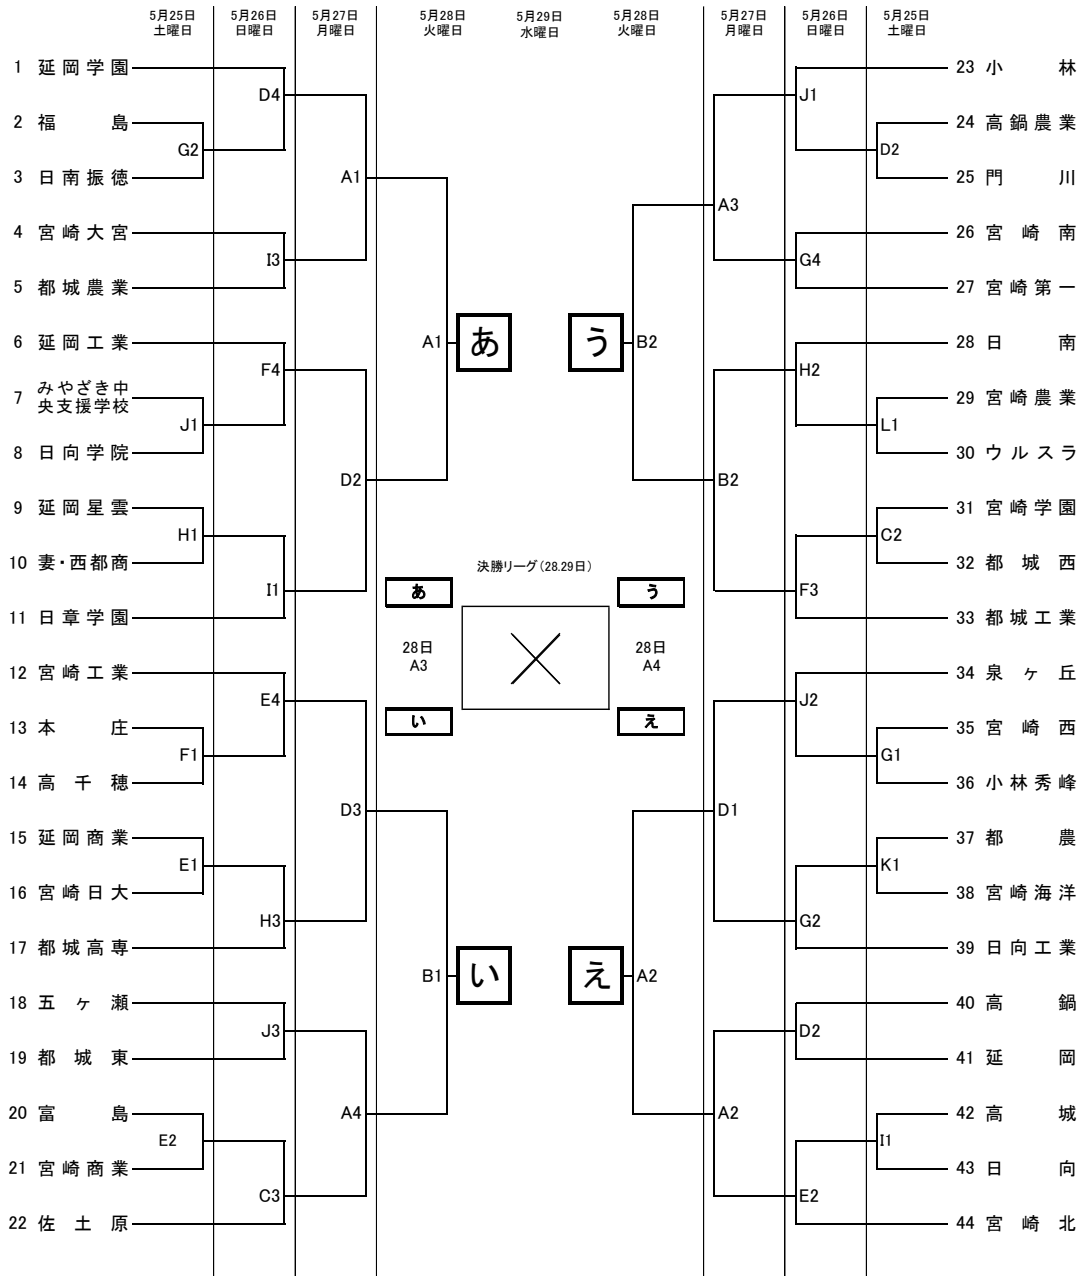 5月25日 5月26日 5月27日 5月28日 5月29日 5月28日 5月27日 5月26日 5月25日
土曜日 日曜日 月曜日 火曜日 水曜日 火曜日 月曜日 日曜日 土曜日
1 延岡学園
D4
2 福島
G2
3 日南振徳
A1
4 宮崎大宮
I3
5 都城農業
A1
あ
6 延岡工業
F4
7 みやざき中
央支援学校
J1
8 日向学院
D2
9 延岡星雲
H1
10 妻・西都商
I1
11 日章学園
12 宮崎工業
E4
13 本庄
F1
14 高千穂
D3
15 延岡商業
E1
16 宮崎日大
H3
17 都城高専
B1
い
18 五ヶ瀬
J3
19 都城東
A4
20 富島
E2
21 宮崎商業
C3
22 佐土原
決勝リーグ(28.29日)
あ
う
28日
A3
28日
A4
い
え
23 小林
J1
24 高鍋農業
D2
25 門川
A3
26 宮崎南
G4
27 宮崎第一
う
B2
28 日南
H2
29 宮崎農業
L1
30 ウルスラ
B2
31 宮崎学園
C2
32 都城西
F3
33 都城工業
34 泉ヶ丘
J2
35 宮崎西
G1
36 小林秀峰
D1
37 都農
K1
38 宮崎海洋
G2
39 日向工業
え
A2
40 高鍋
D2
41 延岡
A2
42 高城
I1
43 日向
E2
44 宮崎北